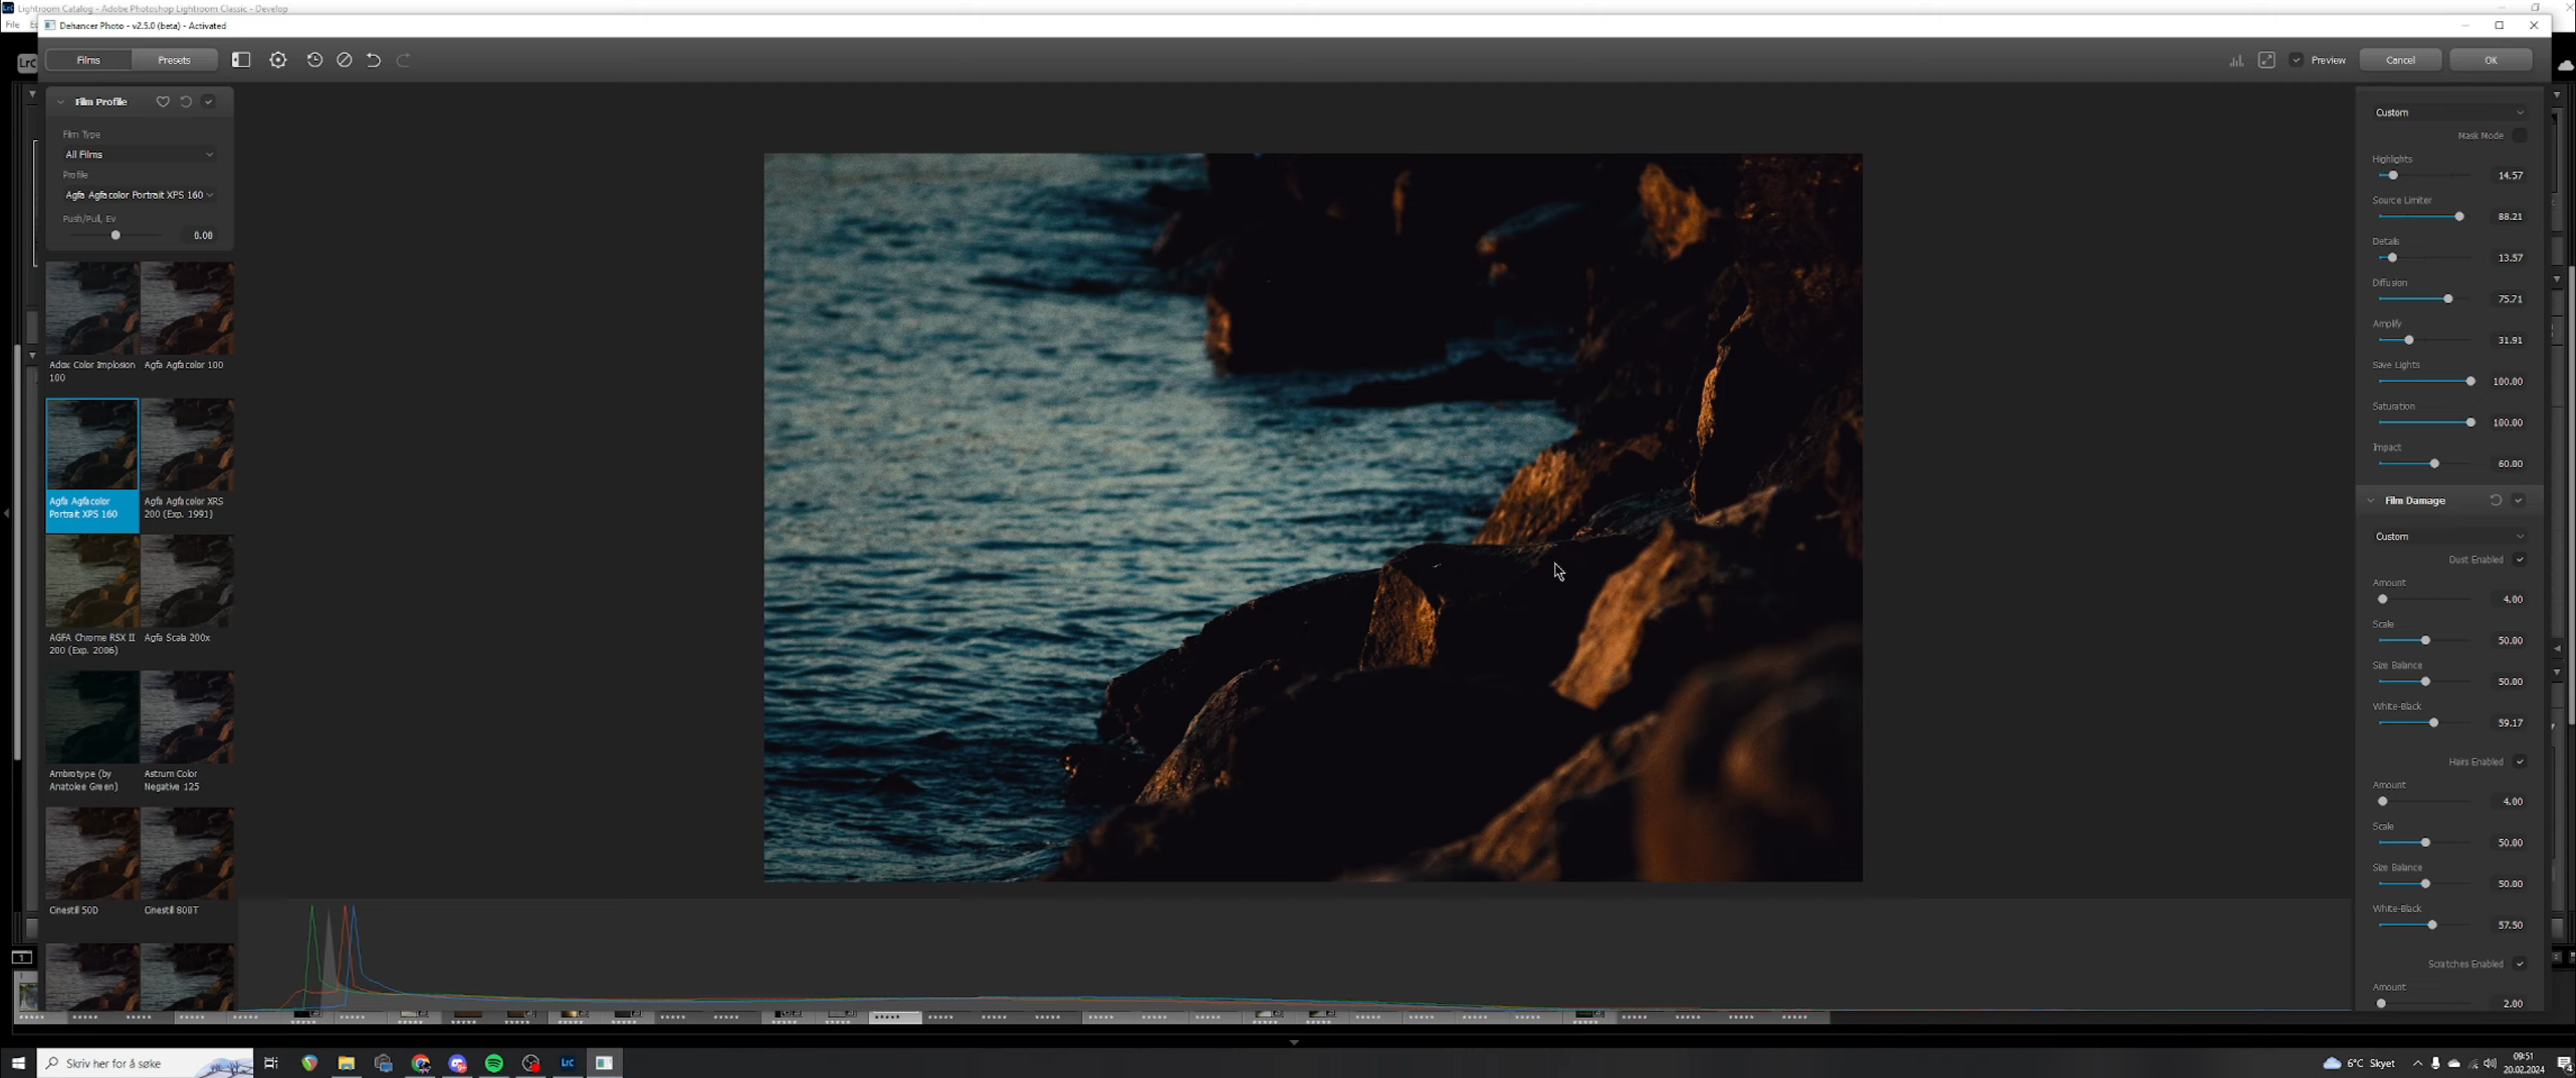 Lightroom Catalog - Adobe Photoshop Lightroom Classic - Develop
File
Dehancer Photo - v2.5.0 (beta) - Activated
LrC
Films
Presets
Preview
Cancel
OK
Film Profile
Film Type
All Films
Profile
Agfa Agfacolor Portrait XPS 160
Push/Pull, Ev
0.00
Adox Color Implosion 100
Agfa Agfacolor 100
Agfa Agfacolor Portrait XPS 160
Agfa Agfacolor XRS 200 (Exp. 1991)
AGFA Chrome RSX II 200 (Exp. 2006)
Agfa Scala 200x
Ambrotype (by Anatolee Green)
Astrum Color Negative 125
Cinestill 50D
Cinestill 800T
Custom
Mask Mode
Highlights
14.57
Source Limiter
88.21
Details
13.57
Diffusion
75.71
Amplify
31.91
Save Lights
100.00
Saturation
100.00
Impact
60.00
Film Damage
Custom
Dust Enabled
Amount
4.00
Scale
50.00
Size Balance
50.00
White-Black
59.17
Hairs Enabled
Amount
4.00
Scale
50.00
Size Balance
50.00
White-Black
57.50
Scratches Enabled
Amount
2.00
1
Skriv her for å søke
LrC
6°C Skyet
09:51
20.02.2024